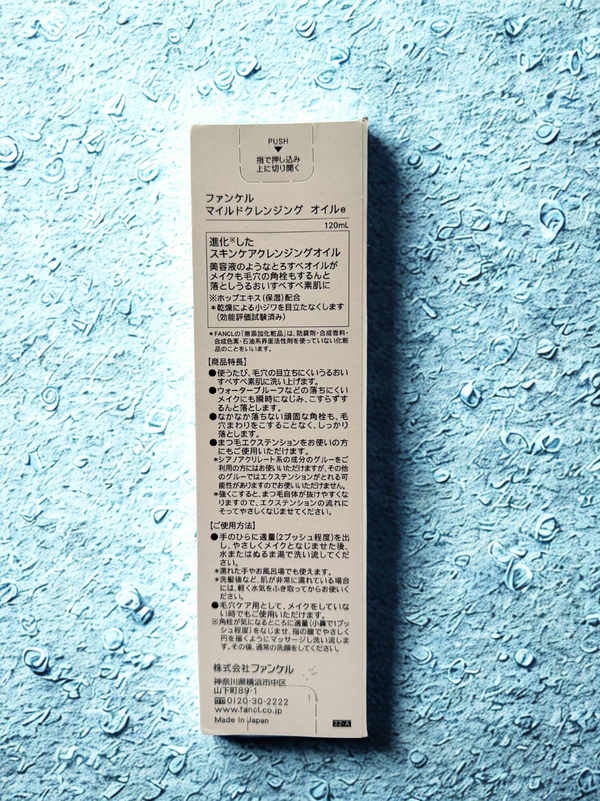 PUSH
指で押し込み
上に切り開く
ファンケル
マイルドクレンジング オイルe
120mL
進化※した
スキンケアクレンジングオイル
美容液のようなとろすべオイルが
メイクも毛穴の角栓もするんと
落としうるおいすべすべ素肌に
※ホップエキス(保湿)配合
*乾燥による小ジワを目立たなくします
(効能評価試験済み)
*FANCLの「無添加化粧品」は、防腐剤・合成香料・
合成色素・石油系界面活性剤を使っていない化粧
品のことをいいます。
【商品特長】
●使うたび、毛穴の目立ちにくいうるおい
すべすべ素肌に洗い上げます。
●ウォータープルーフなどの落ちにくい
メイクにも瞬時になじみ、こすらずす
るんと落とします。
●なかなか落ちない頑固な角栓も、毛
穴まわりをこすることなく、しっかり
落とします。
●まつ毛エクステンションをお使いの方
にもご使用いただけます。
*シアノアクリレート系の成分のグルーをご
利用の方にはお使いいただけますが、その他
のグルーではエクステンションがとれる可
能性がありますのでお使いいただけません。
*強くこすると、まつ毛自体が抜けやすくな
りますので、エクステンションの流れに
そってやさしくなじませてください。
【ご使用方法】
●手のひらに適量(2プッシュ程度)を出
し、やさしくメイクとなじませた後、
水またはぬるま湯で洗い流してくだ
さい。
*濡れた手やお風呂場でも使えます。
*洗髪後など、肌が非常に濡れている場合
には、軽く水気をふき取ってからお使いく
ださい。
●毛穴ケア用として、メイクをしていな
い時でもご使用いただけます。
※角栓が気になるところに適量(小鼻で1プッ
シュ程度)をなじませ、指の腹でやさしく
円を描くようにマッサージし洗い流しま
す。その後、通常の洗顔をしてください。
株式会社ファンケル
神奈川県横浜市中区
山下町89-1
0120-30-2222
www.fancl.co.jp
Made in Japan
22-A